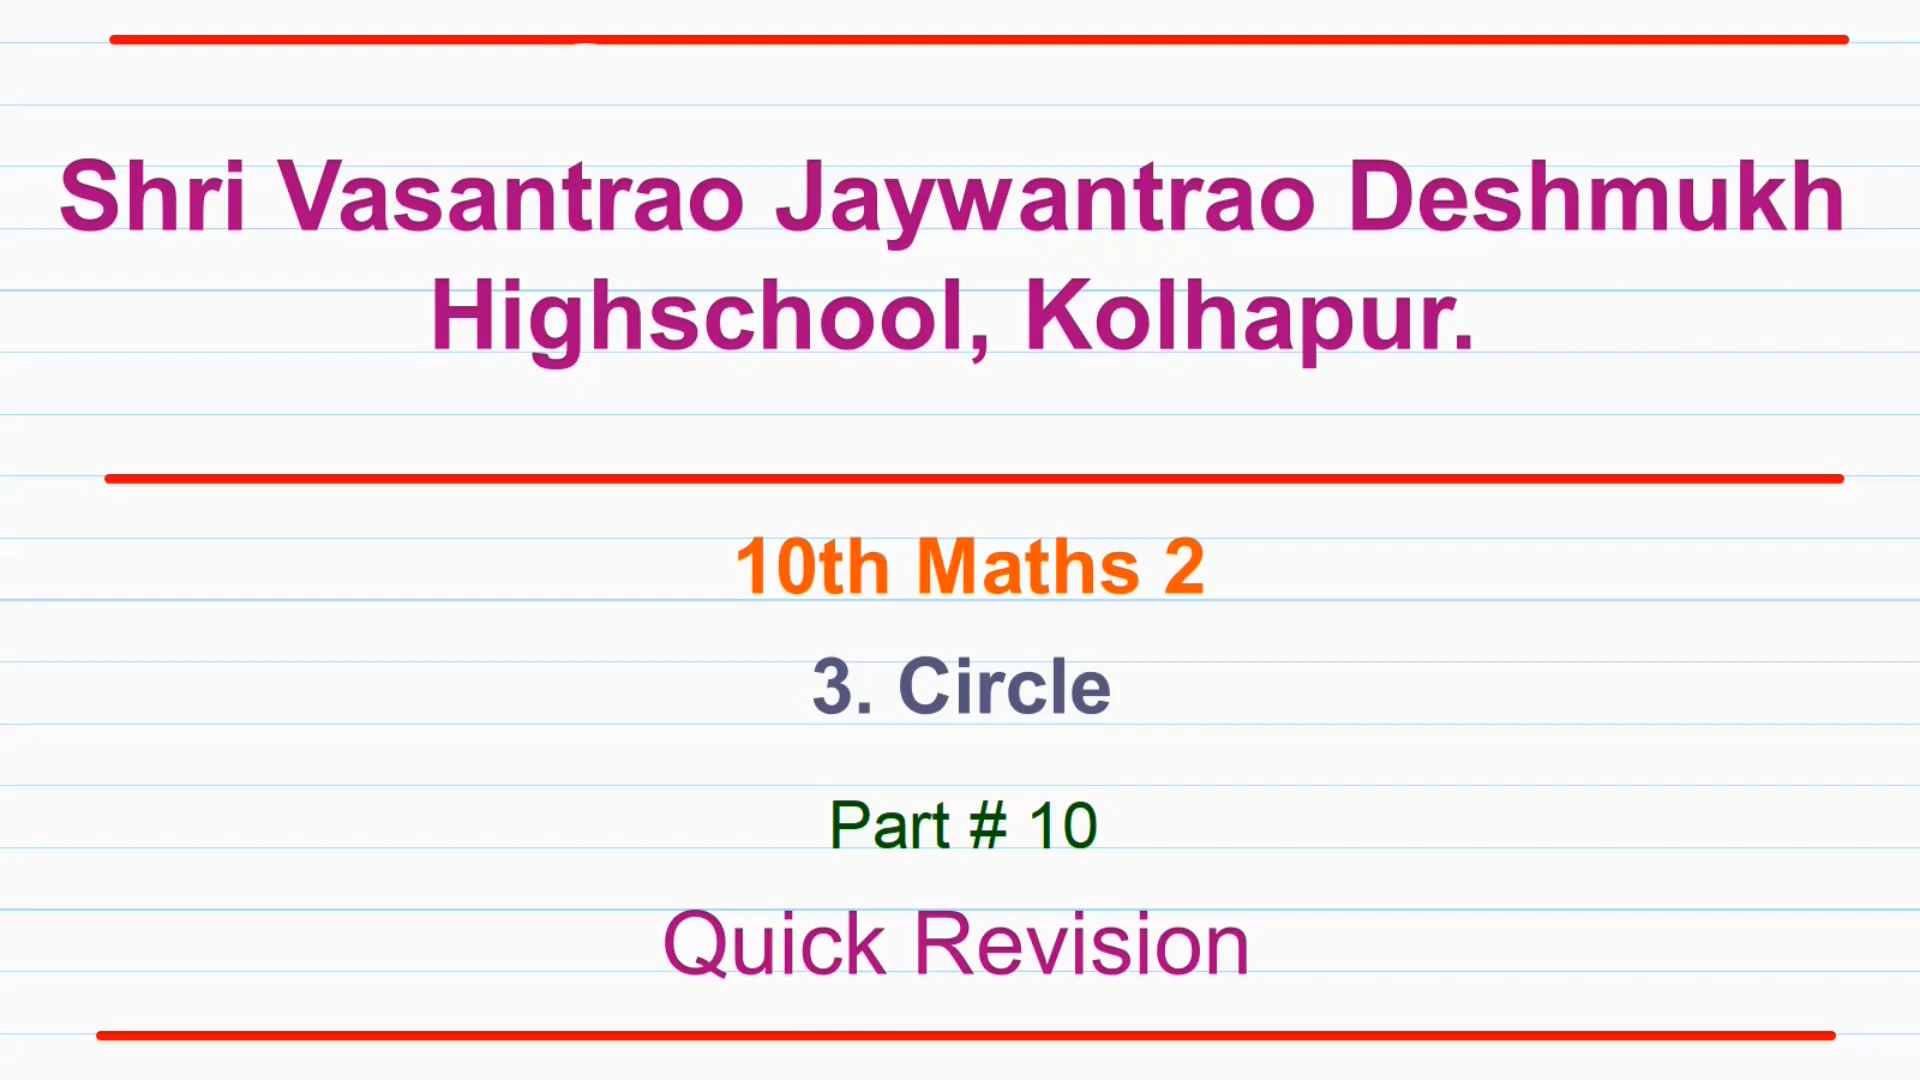 Shri Vasantrao Jaywantrao Deshmukh
Highschool, Kolhapur.
10th Maths 2
3. Circle
Part # 10
Quick Revision